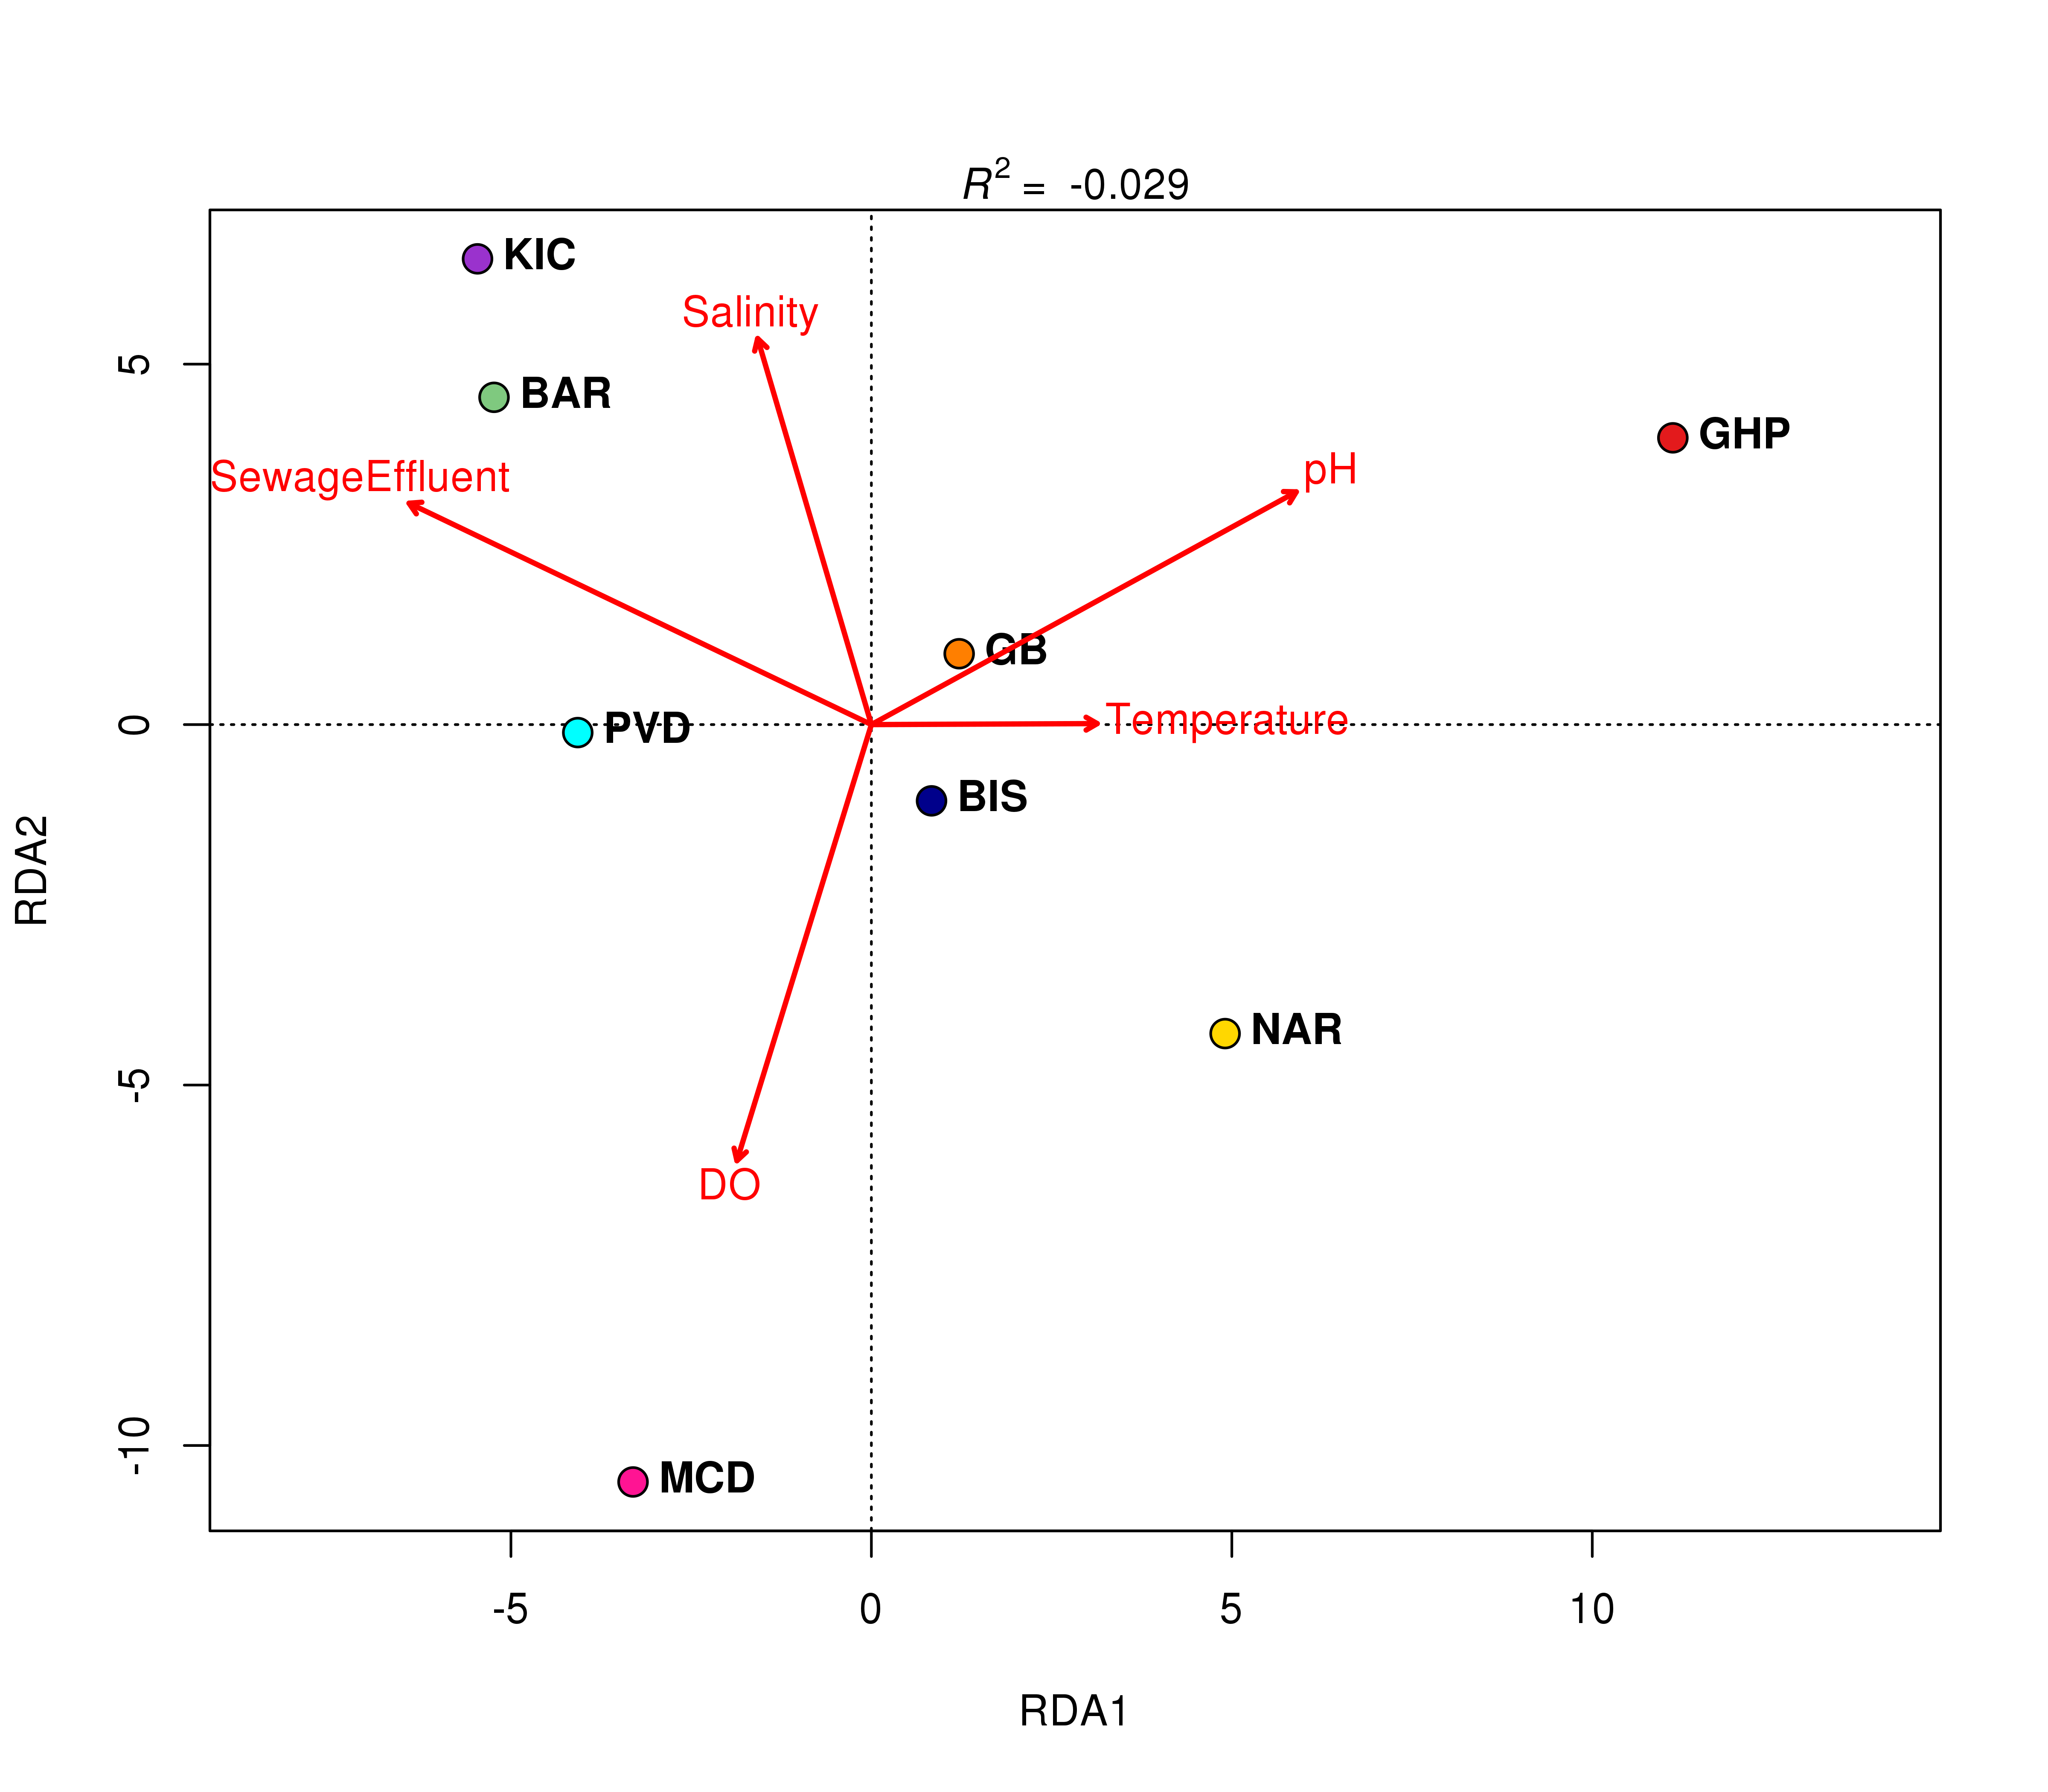 R² = -0.029
KIC
Salinity
BAR
GHP
SewageEffluent
pH
GB
PVD
Temperature
BIS
NAR
DO
MCD
5
0
-5
-10
RDA2
-5
0
5
10
RDA1